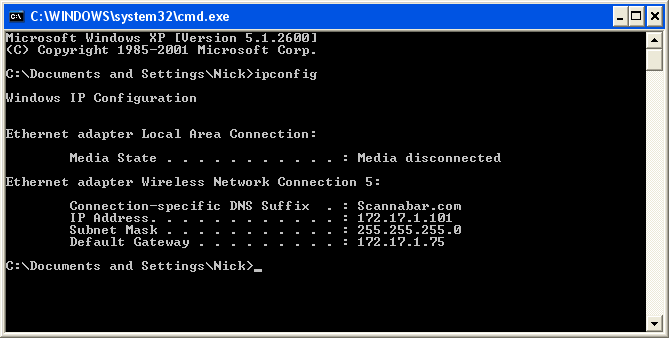 C:\WINDOWS\system32\cmd.exe
Microsoft Windows XP [Version 5.1.2600]
(C) Copyright 1985-2001 Microsoft Corp.
C:\Documents and Settings\Nick>ipconfig
Windows IP Configuration
Ethernet adapter Local Area Connection:
Media State . . . . . . . . . . . : Media disconnected
Ethernet adapter Wireless Network Connection 5:
Connection-specific DNS Suffix  . : Scannabar.com
IP Address. . . . . . . . . . . . : 172.17.1.101
Subnet Mask . . . . . . . . . . . : 255.255.255.0
Default Gateway . . . . . . . . . : 172.17.1.75
C:\Documents and Settings\Nick>_